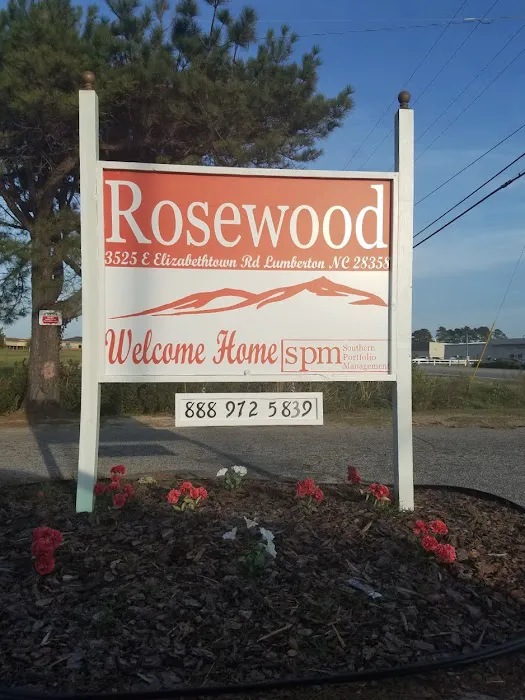 Rosewood
3525 E Elizabethtown Rd Lumberton NC 28358
Welcome Home
spm
Southern
Portfolio
Management
888 972 5839